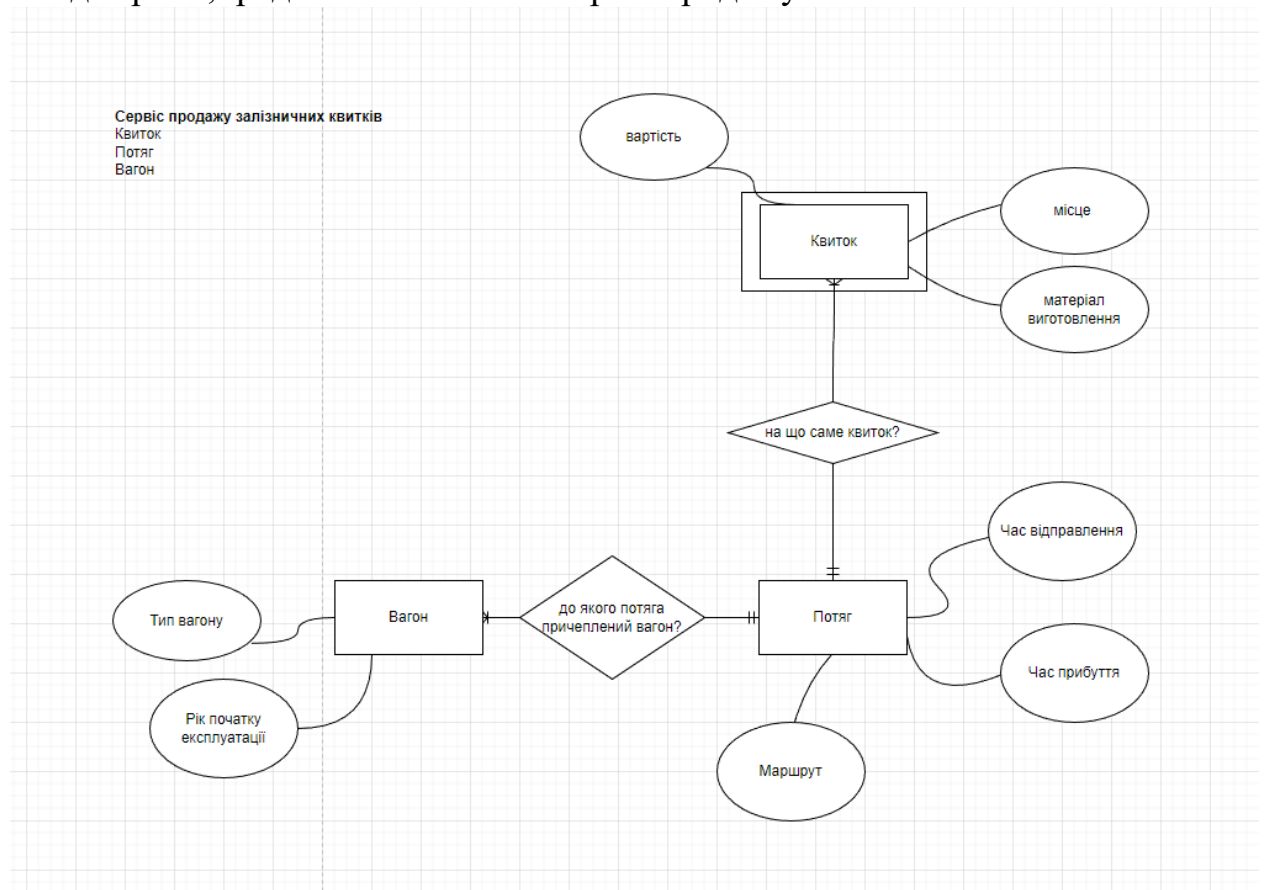 Сервіс продажу залізничних квитків
Квиток
Потяг
Вагон
вартість
місце
Квиток
матеріал
виготовлення
на що саме квиток?
Час відправлення
до якого потяга
причеплений вагон?
Вагон
Потяг
Тип вагону
Час прибуття
Рік початку
експлуатації
Маршрут